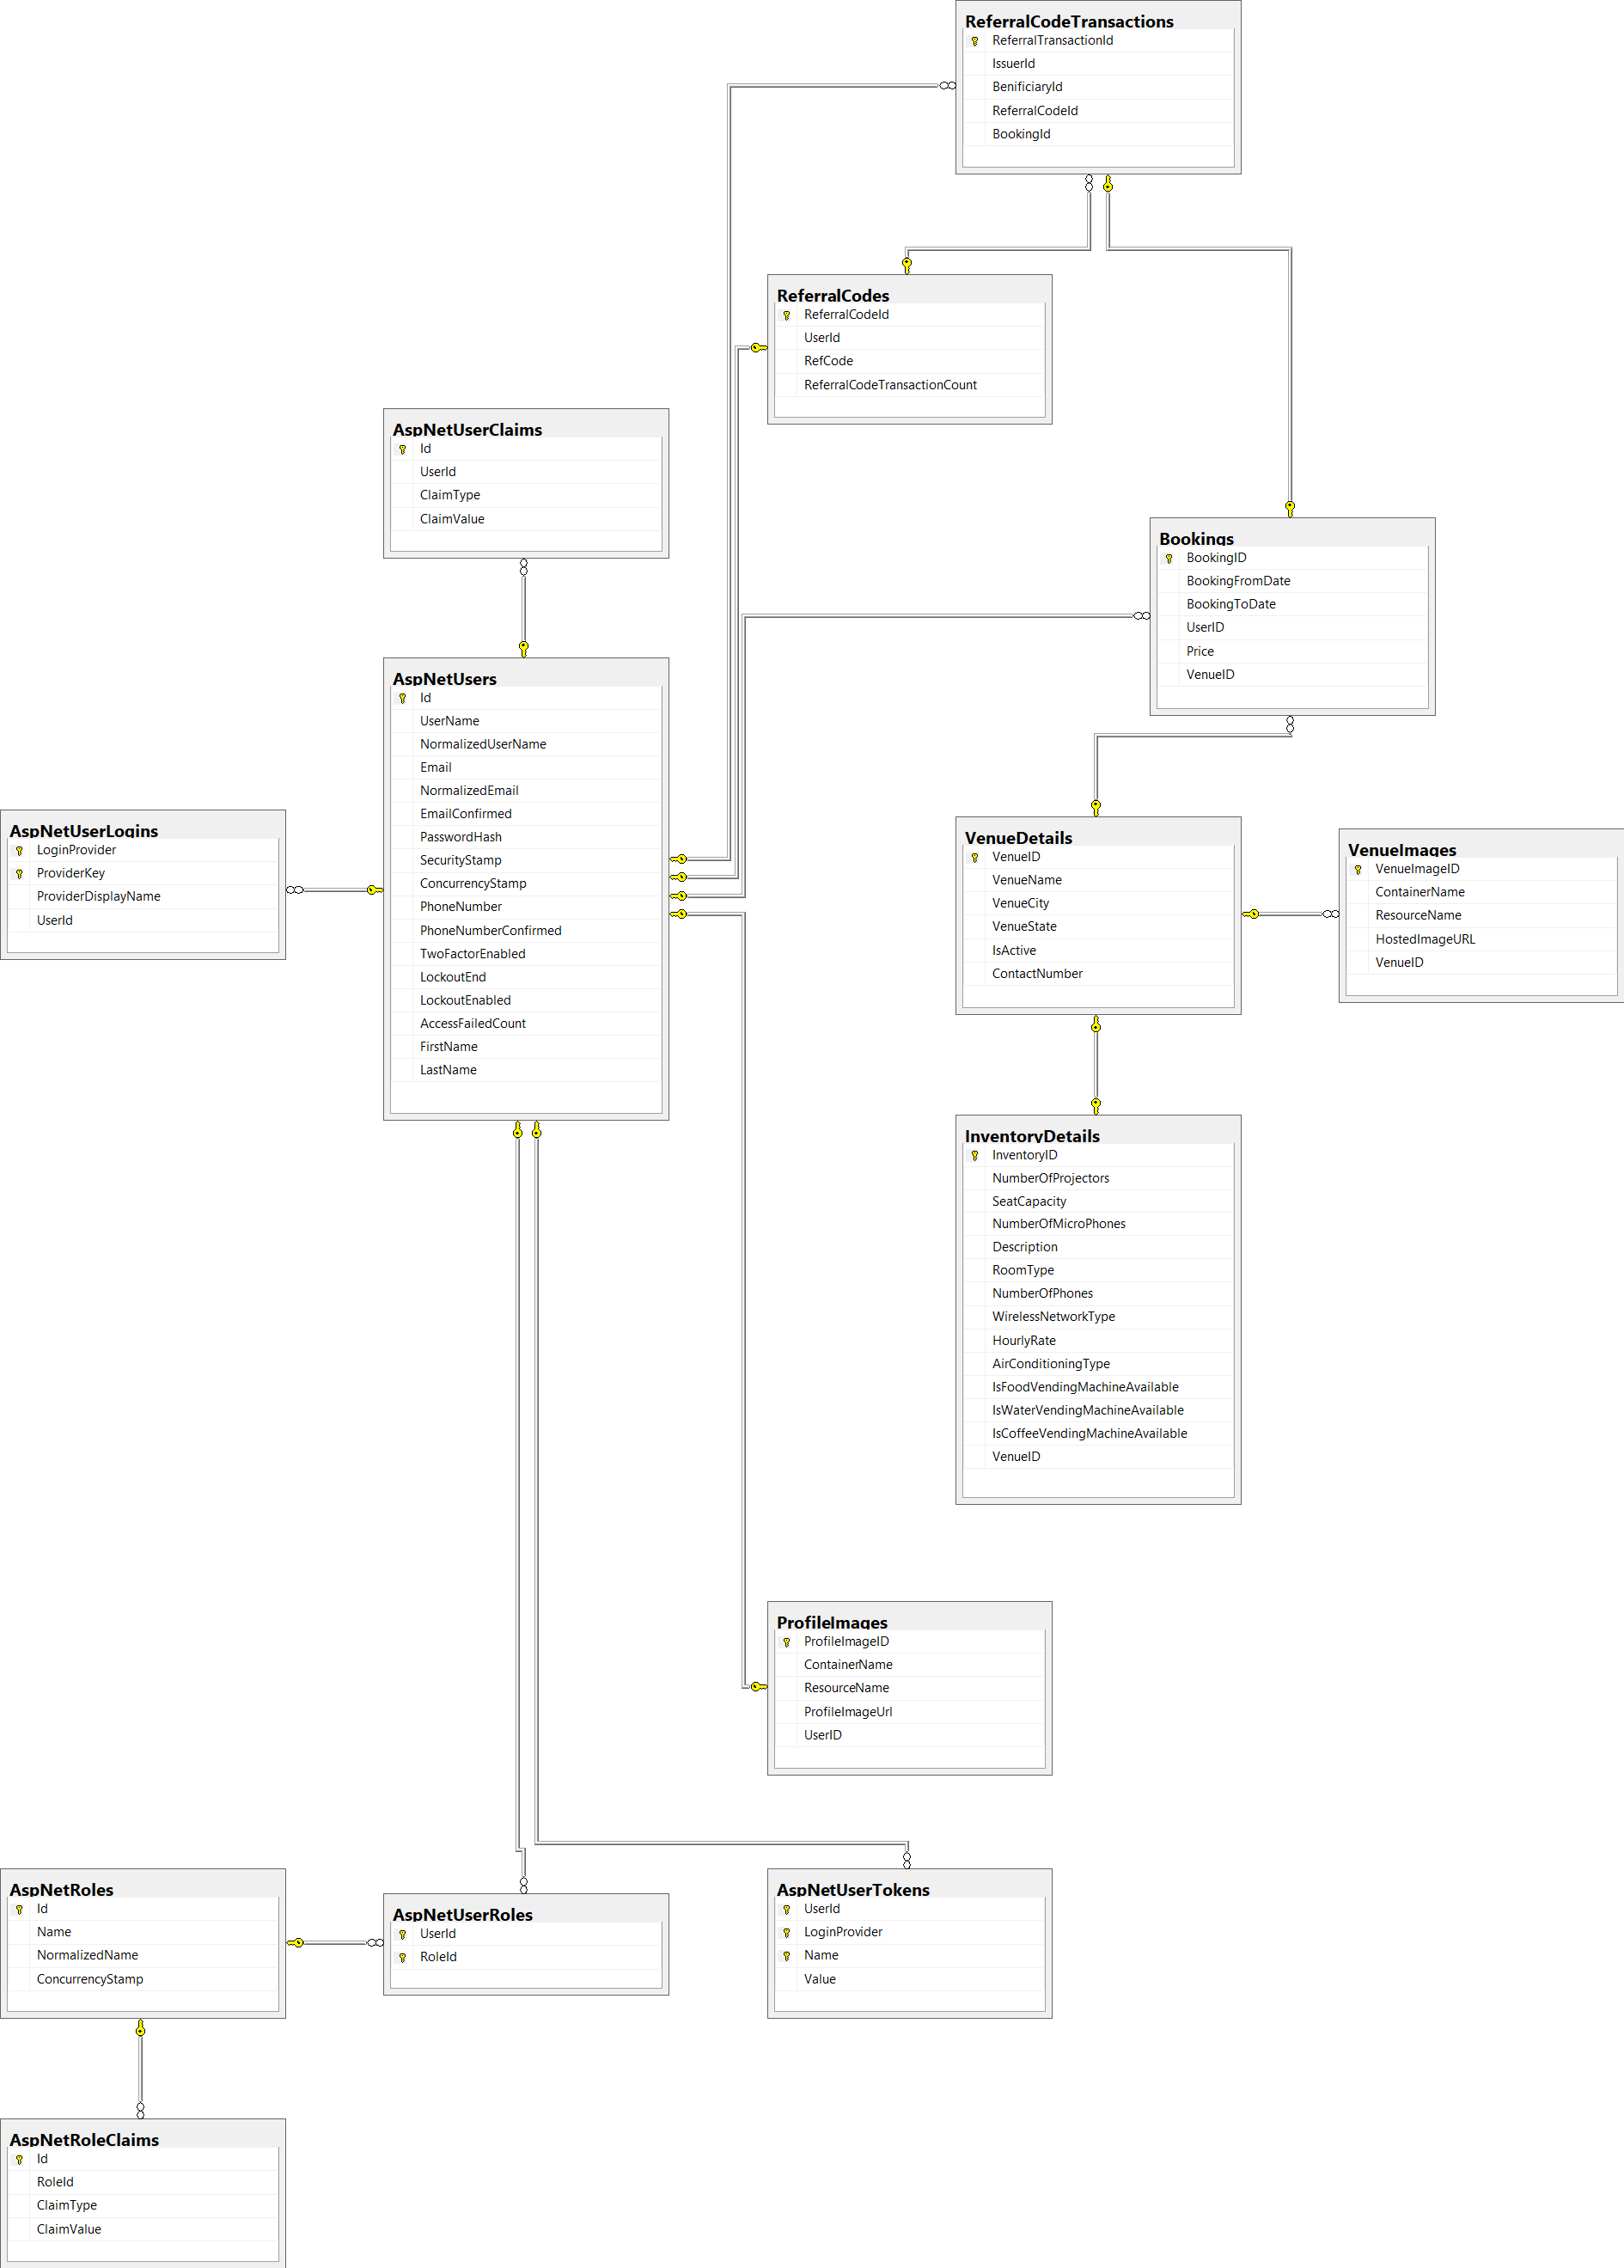 ReferralCodeTransactions
ReferralTransactionId
IssuerId
BenificiaryId
ReferralCodeId
BookingId
ReferralCodes
ReferralCodeId
UserId
RefCode
ReferralCodeTransactionCount
AspNetUserClaims
Id
UserId
ClaimType
ClaimValue
Bookings
BookingID
BookingFromDate
BookingToDate
UserID
Price
VenueID
AspNetUsers
Id
UserName
NormalizedUserName
Email
NormalizedEmail
EmailConfirmed
PasswordHash
SecurityStamp
ConcurrencyStamp
PhoneNumber
PhoneNumberConfirmed
TwoFactorEnabled
LockoutEnd
LockoutEnabled
AccessFailedCount
FirstName
LastName
AspNetUserLogins
LoginProvider
ProviderKey
ProviderDisplayName
UserId
VenueDetails
VenueID
VenueName
VenueCity
VenueState
IsActive
ContactNumber
VenueImages
VenueImageID
ContainerName
ResourceName
HostedImageURL
VenueID
InventoryDetails
InventoryID
NumberOfProjectors
SeatCapacity
NumberOfMicroPhones
Description
RoomType
NumberOfPhones
WirelessNetworkType
HourlyRate
AirConditioningType
IsFoodVendingMachineAvailable
IsWaterVendingMachineAvailable
IsCoffeeVendingMachineAvailable
VenueID
ProfileImages
ProfileImageID
ContainerName
ResourceName
ProfileImageUrl
UserID
AspNetRoles
Id
Name
NormalizedName
ConcurrencyStamp
AspNetUserRoles
UserId
RoleId
AspNetUserTokens
UserId
LoginProvider
Name
Value
AspNetRoleClaims
Id
RoleId
ClaimType
ClaimValue